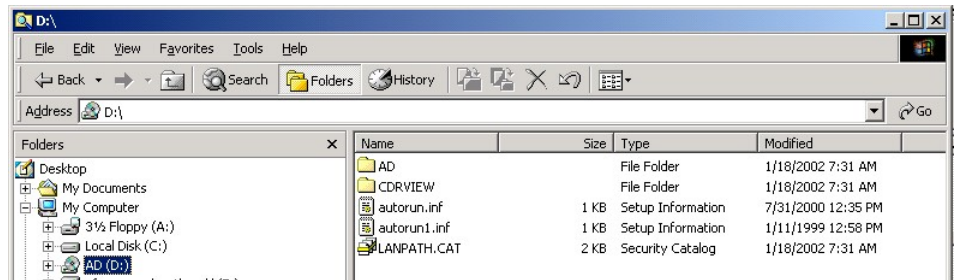 D:\
File Edit View Favorites Tools Help
Back Search Folders History
Address D:\ Go
Folders x Name Size Type Modified
Desktop
My Documents
My Computer
3½ Floppy (A:)
Local Disk (C:)
AD (D:)
AD File Folder 1/18/2002 7:31 AM
CDRVIEW File Folder 1/18/2002 7:31 AM
autorun.inf 1 KB Setup Information 7/31/2000 12:35 PM
autorun1.inf 1 KB Setup Information 1/11/1999 12:58 PM
LANPATH.CAT 2 KB Security Catalog 1/18/2002 7:31 AM